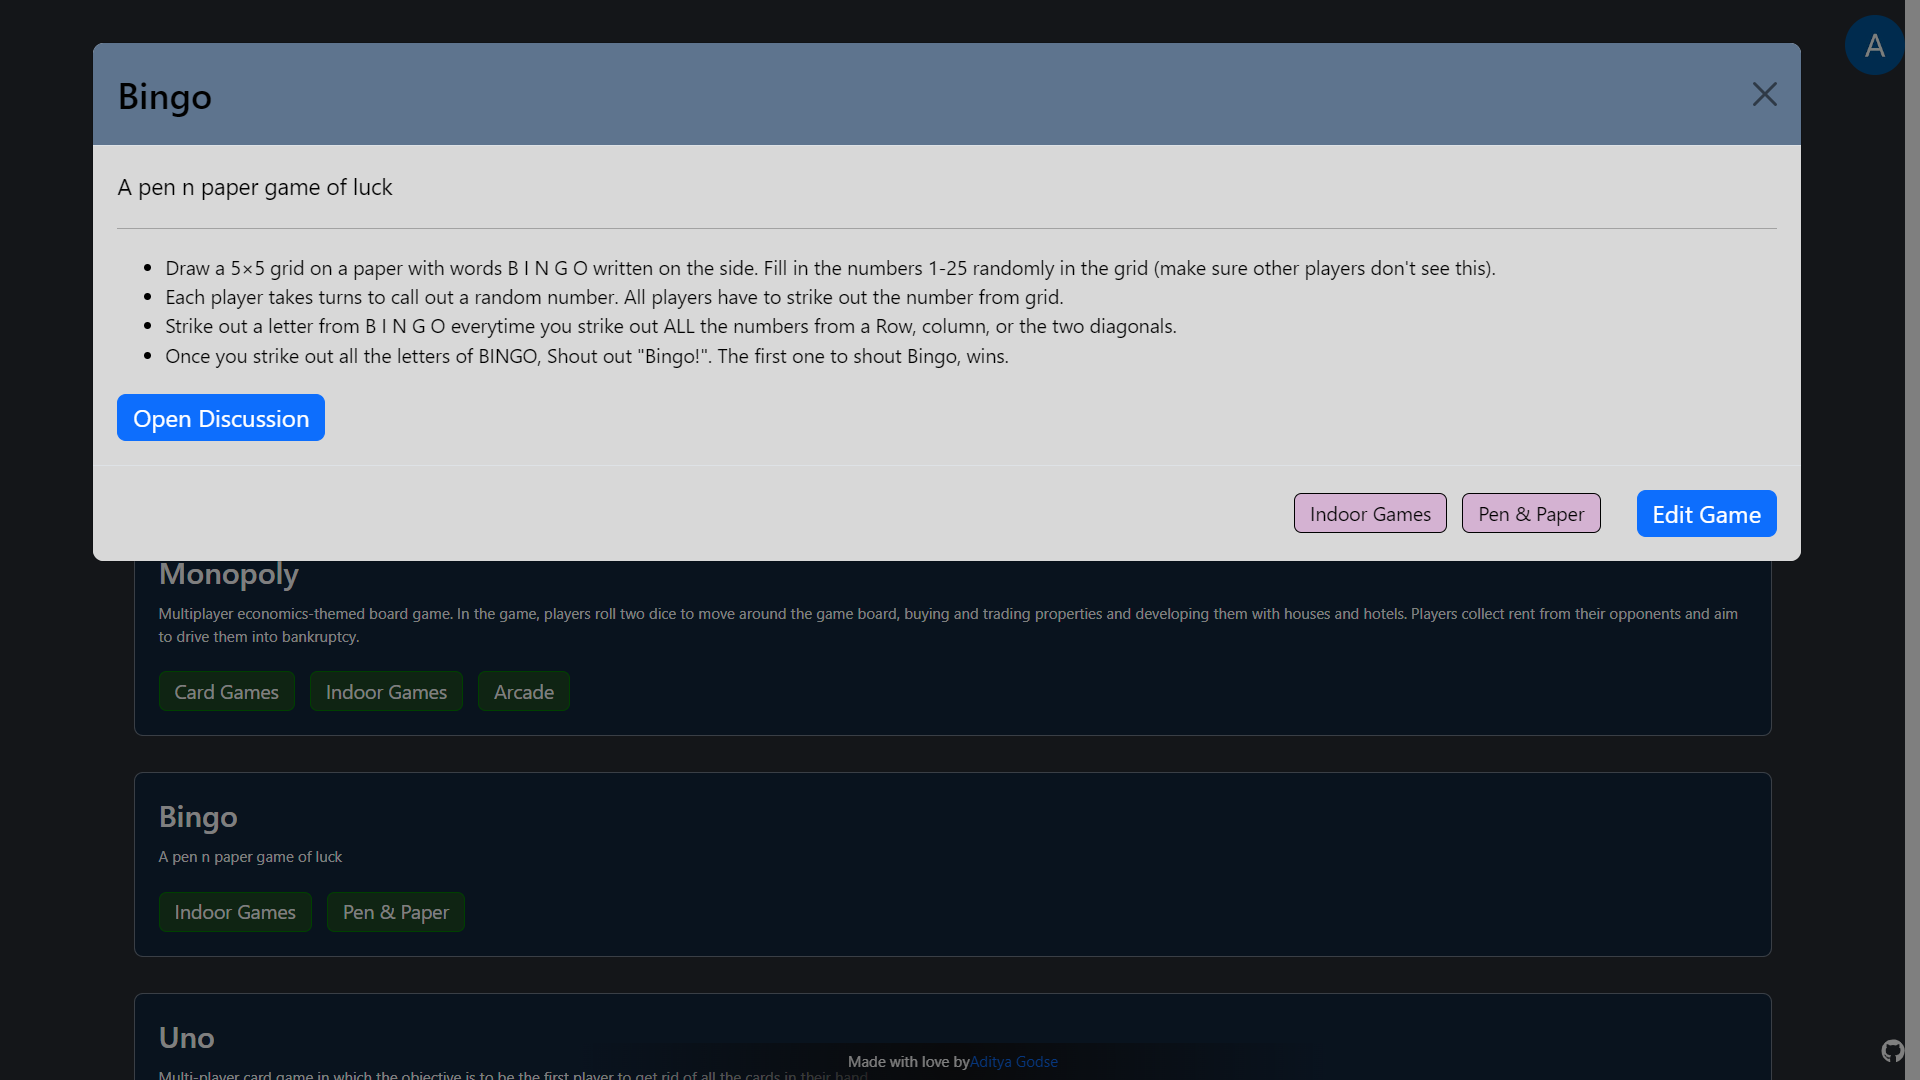 A
Bingo
A pen n paper game of luck
Draw a 5×5 grid on a paper with words B I N G O written on the side. Fill in the numbers 1-25 randomly in the grid (make sure other players don't see this).
Each player takes turns to call out a random number. All players have to strike out the number from grid.
Strike out a letter from B I N G O everytime you strike out ALL the numbers from a Row, column, or the two diagonals.
Once you strike out all the letters of BINGO, Shout out "Bingo!". The first one to shout Bingo, wins.
Open Discussion
Indoor Games Pen & Paper Edit Game
Monopoly
Multiplayer economics-themed board game. In the game, players roll two dice to move around the game board, buying and trading properties and developing them with houses and hotels. Players collect rent from their opponents and aim
to drive them into bankruptcy.
Card Games Indoor Games Arcade
Bingo
A pen n paper game of luck
Indoor Games Pen & Paper
Uno
Made with love byAditya Godse
Multi-player card game in which the objective is to be the first player to get rid of all the cards in their hand